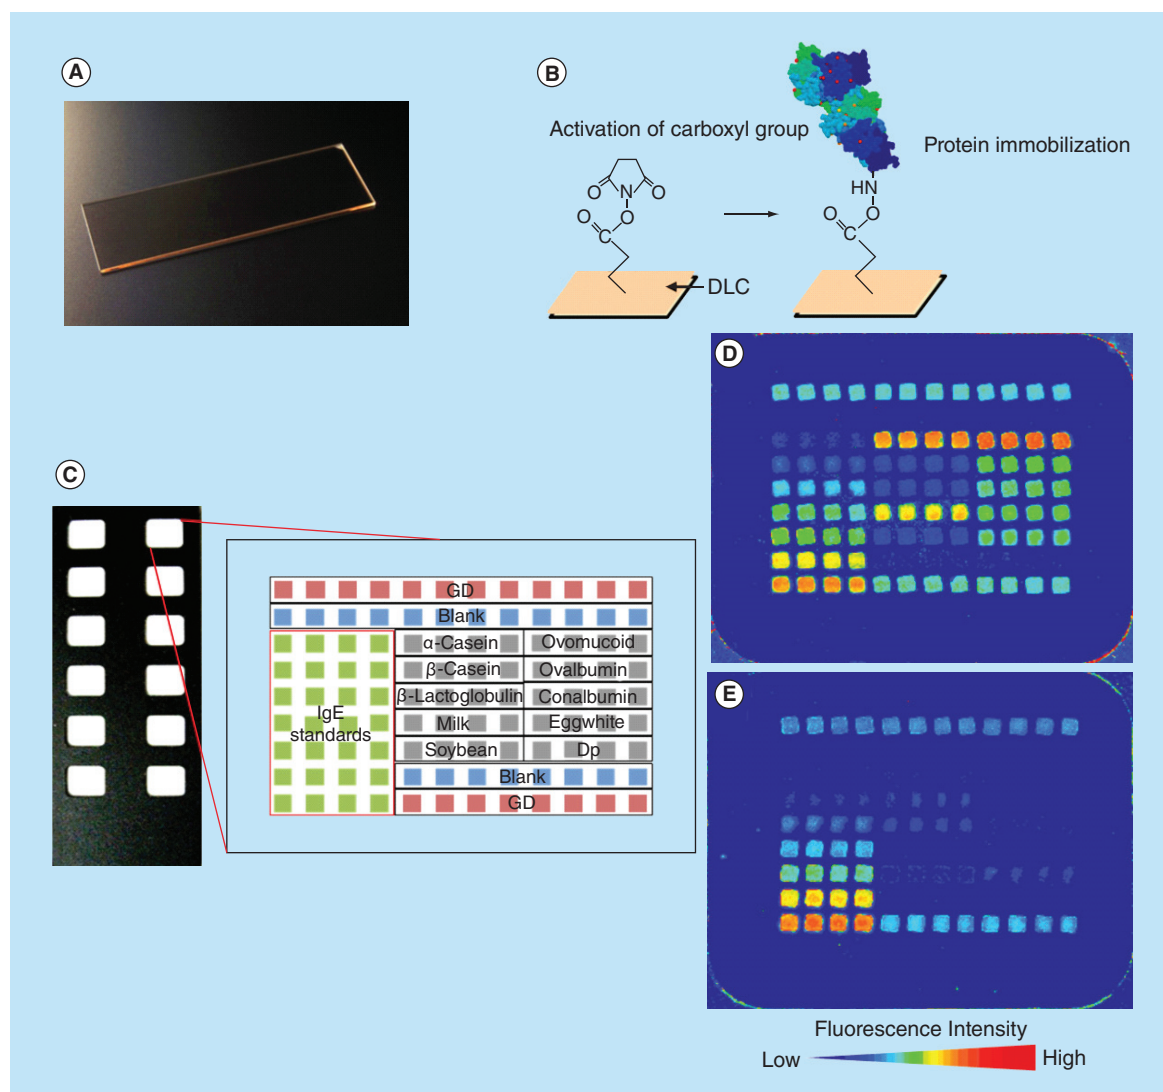 A
B
Activation of carboxyl group
Protein immobilization
O
N
O
O
O
C
HN
O
O
C
DLC
D
C
GD
Blank
α-Casein
Ovomucoid
β-Casein
Ovalbumin
β-Lactoglobulin
Conalbumin
IgE
standards
Milk
Eggwhite
Soybean
Dp
Blank
GD
E
Fluorescence Intensity
Low
High